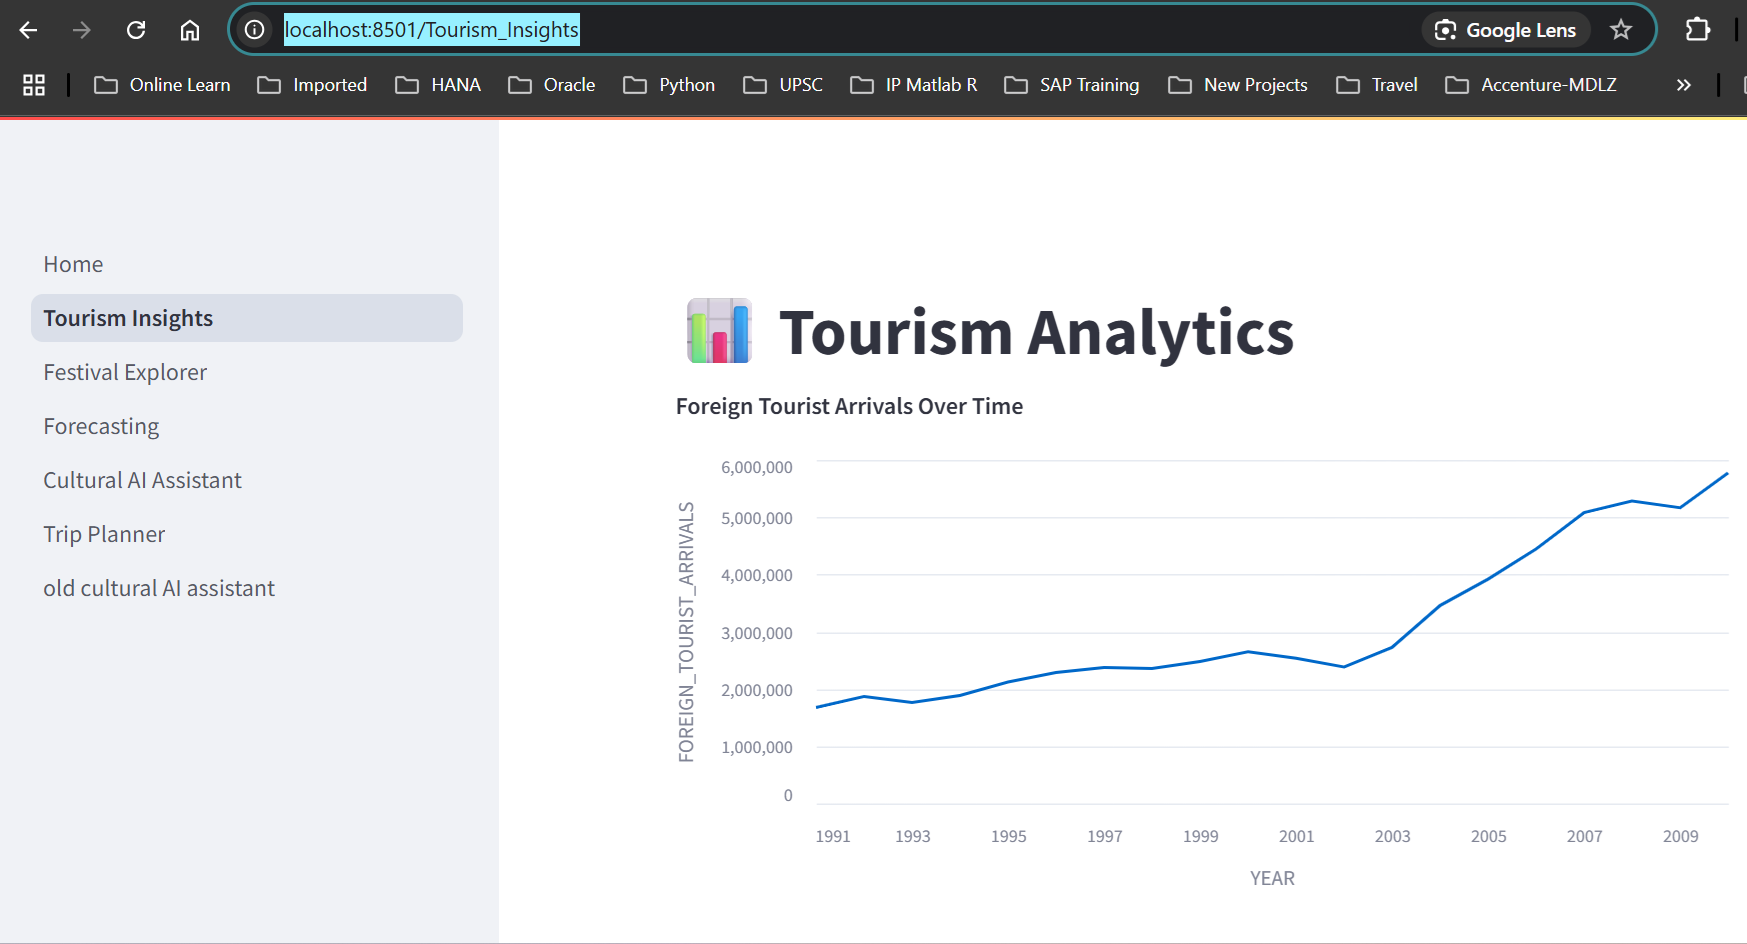 localhost:8501/Tourism_Insights
Google Lens
Online Learn
Imported
HANA
Oracle
Python
UPSC
IP Matlab R
SAP Training
New Projects
Travel
Accenture-MDLZ
Home
Tourism Insights
Festival Explorer
Forecasting
Cultural AI Assistant
Trip Planner
old cultural AI assistant
Tourism Analytics
Foreign Tourist Arrivals Over Time
FOREIGN_TOURIST_ARRIVALS
6,000,000
5,000,000
4,000,000
3,000,000
2,000,000
1,000,000
0
1991 1993 1995 1997 1999 2001 2003 2005 2007 2009
YEAR